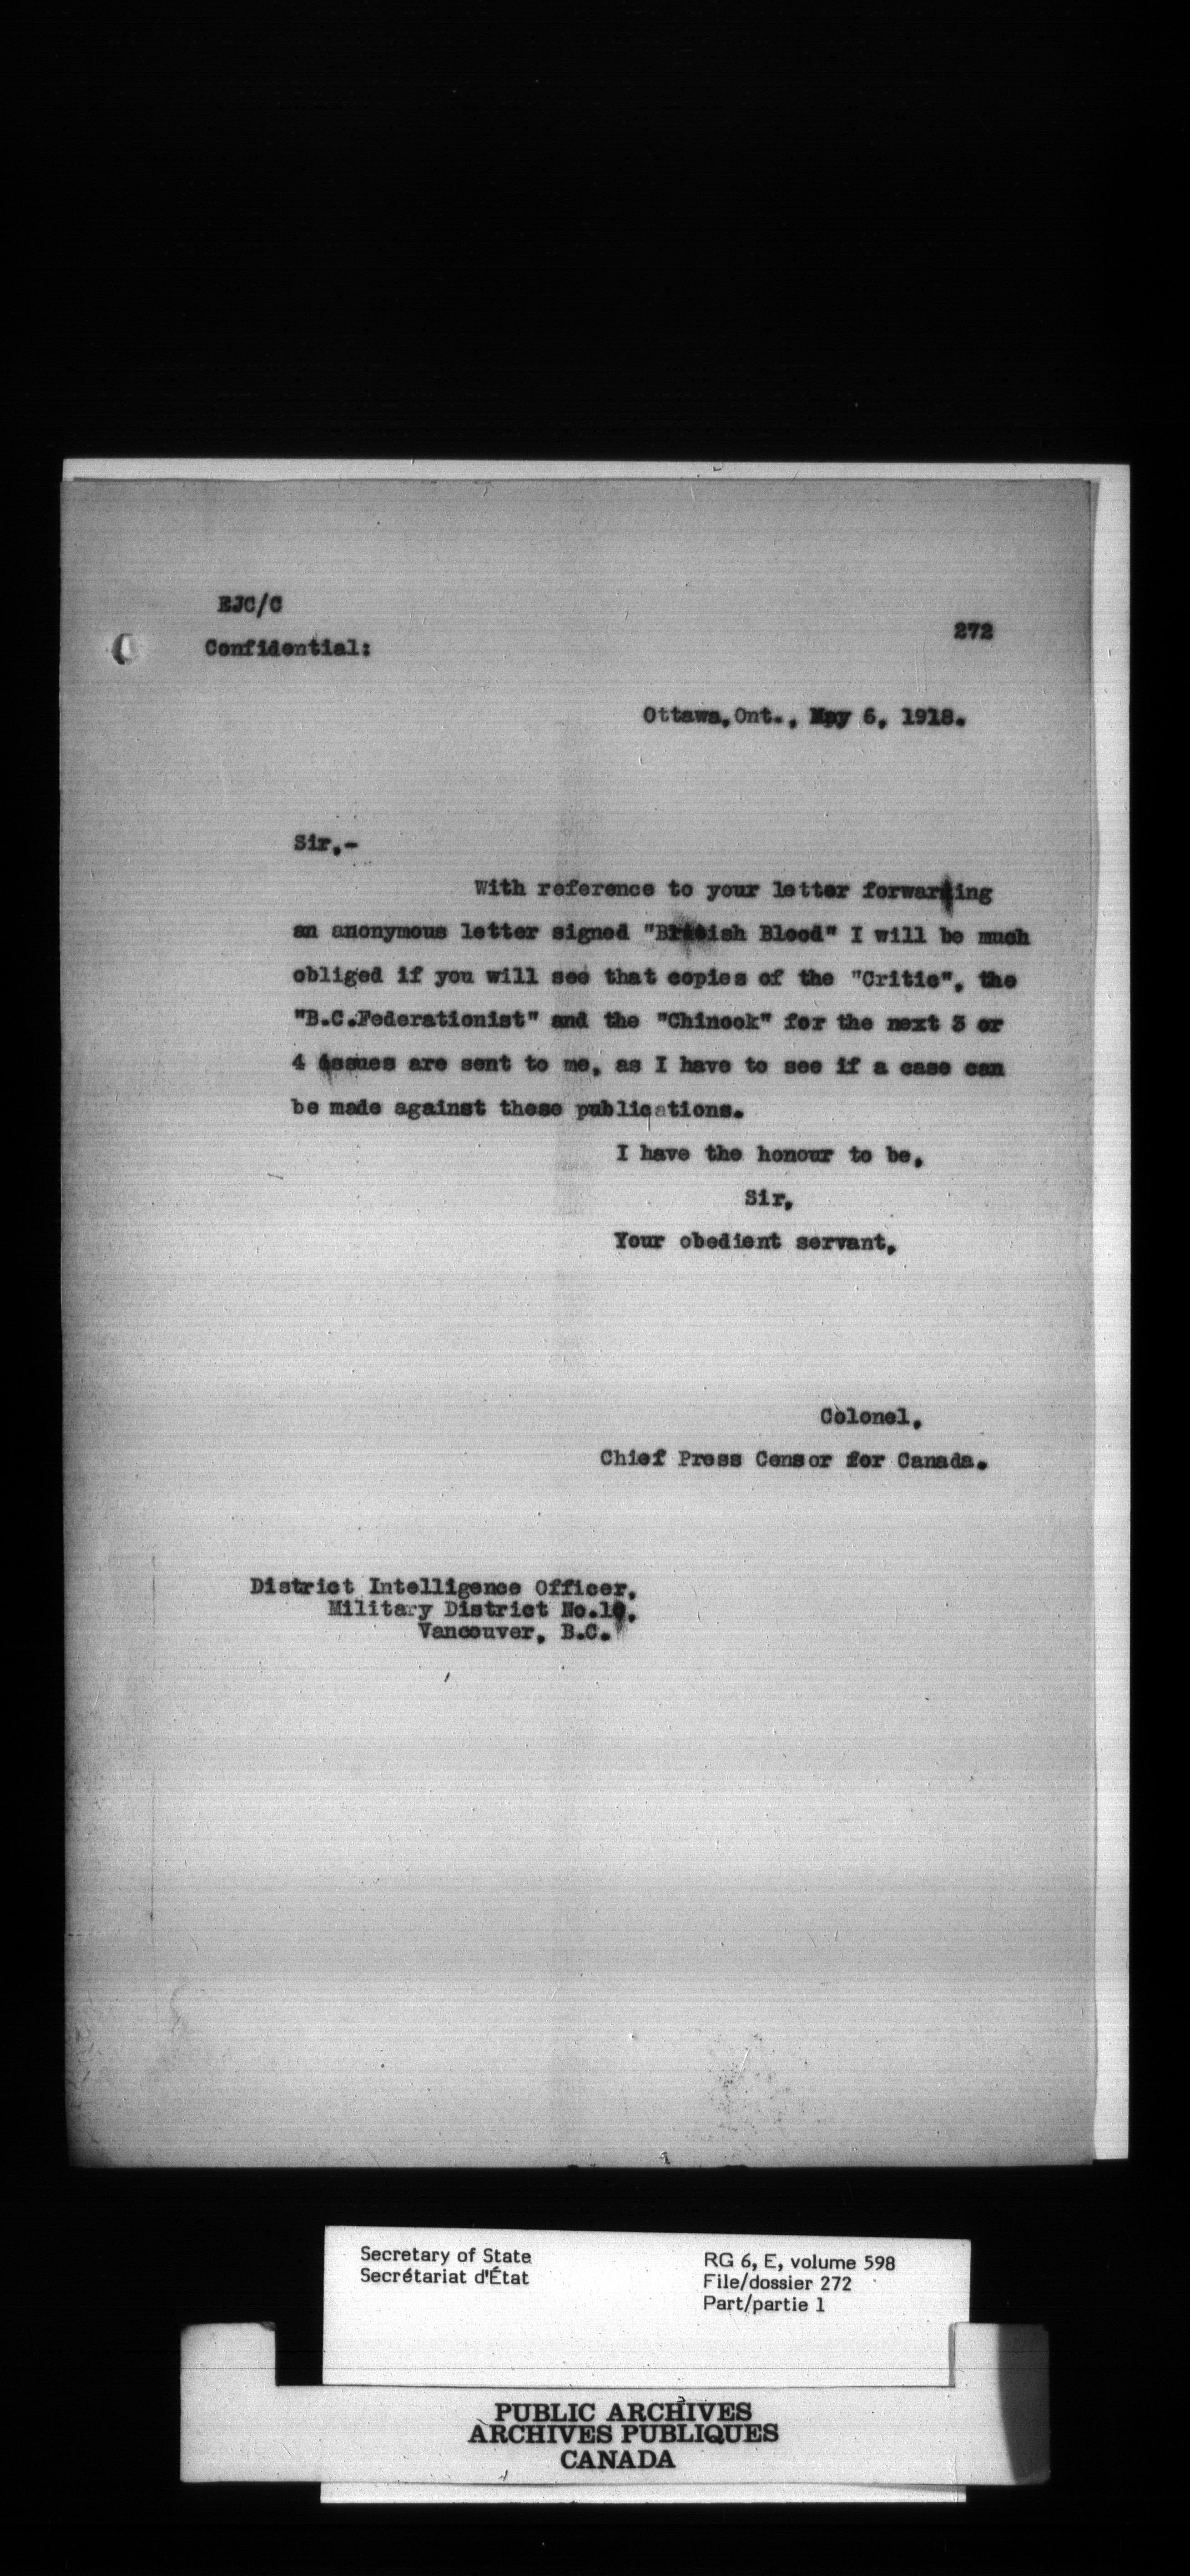 EJC/C
272
Confidential:
Ottawa,Ont., May 6, 1918.
Sir,-
With reference to your letter forwarding
an anonymous letter signed "British Blood" I will be much
obliged if you will see that copies of the "Critic", the
"B.C.Federationist" and the "Chinook" for the next 3 or
4 issues are sent to me, as I have to see if a case can
be made against these publications.
I have the honour to be,
Sir,
Your obedient servant,
Colonel,
Chief Press Censor for Canada.
District Intelligence Officer,
Military District
Vancouver, B.C.
Secretary of State
Secrétariat d'État
RG 6, E, volume 598
File/dossier 272
Part/partie 1
PUBLIC ARCHIVES
ARCHIVES PUBLIQUES
CANADA